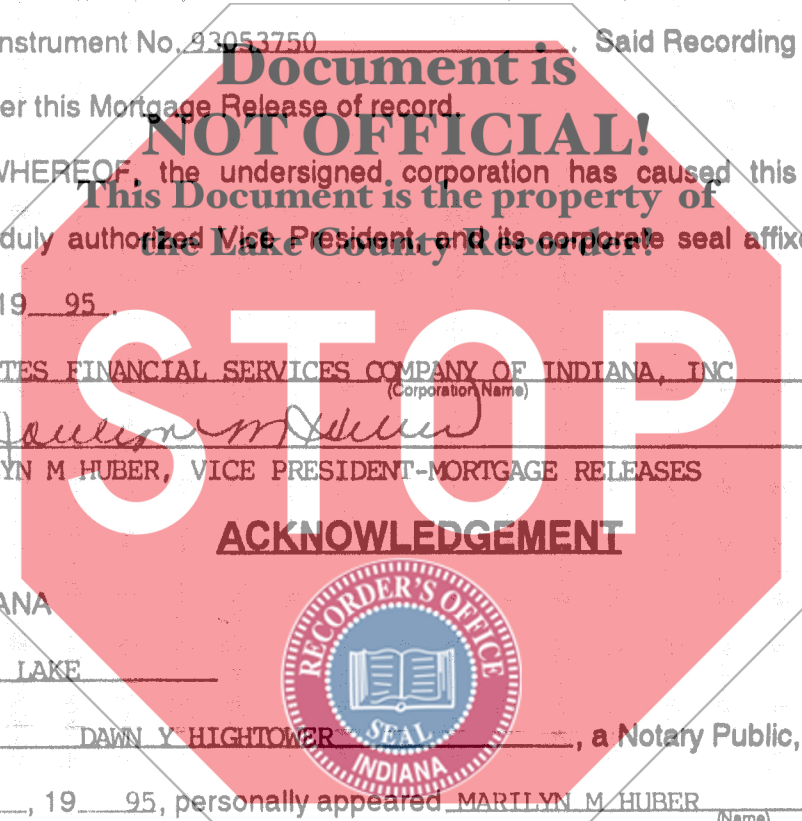 nstrument No. 93053750. Said Recording
Document is
er this Mortgage Release of record.
NOT OFFICIAL!
WHEREOF, the undersigned corporation has caused this
This Document is the property of
duly authorized Vice President, and its corporate seal affixe
the Lake County Recorder!
19 95.
TES FINANCIAL SERVICES COMPANY OF INDIANA, INC
(Corporation Name)
STOP
YN M HUBER, VICE PRESIDENT-MORTGAGE RELEASES
ACKNOWLEDGEMENT
ANA
RECORDER'S OFFICE
LAKE
SEAL
DAWN Y HIGHTOWER, a Notary Public,
INDIANA
, 19 95, personally appeared MARILYN M HUBER
(Name)